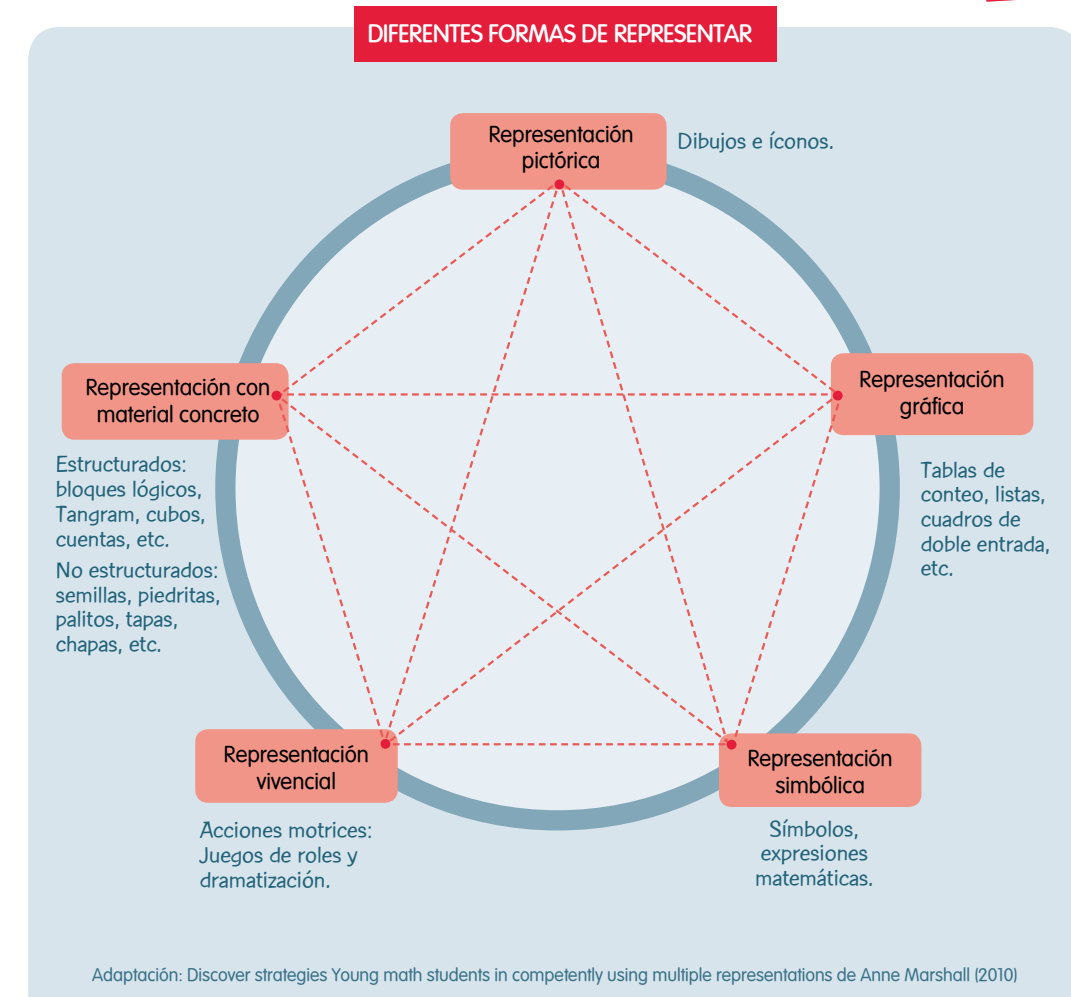 DIFERENTES FORMAS DE REPRESENTAR
Representación
pictórica
Dibujos e íconos.
Representación con
material concreto
Estructurados:
bloques lógicos,
Tangram, cubos,
cuentas, etc.
No estructurados:
semillas, piedritas,
palitos, tapas,
chapas, etc.
Representación
gráfica
Tablas de
conteo, listas,
cuadros de
doble entrada,
etc.
Representación
vivencial
Acciones motrices:
Juegos de roles y
dramatización.
Representación
simbólica
Símbolos,
expresiones
matemáticas.
Adaptación: Discover strategies Young math students in competently using multiple representations de Anne Marshall (2010)